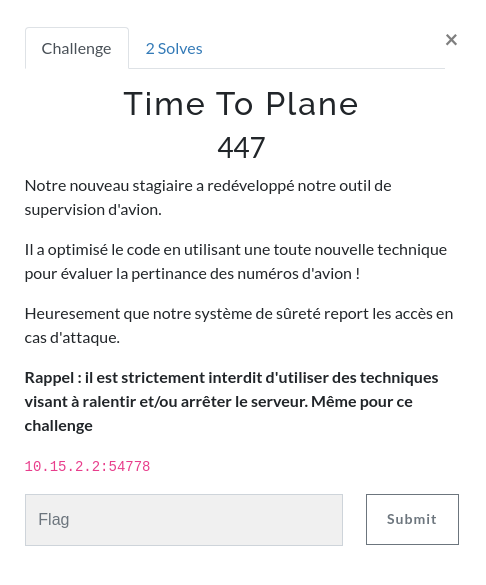 Challenge
2 Solves
×
Time To Plane
447
Notre nouveau stagiaire a redéveloppé notre outil de
supervision d'avion.
Il a optimisé le code en utilisant une toute nouvelle technique
pour évaluer la pertinance des numéros d'avion !
Heuresement que notre système de sûreté report les accès en
cas d'attaque.
Rappel : il est strictement interdit d'utiliser des techniques
visant à ralentir et/ou arrêter le serveur. Même pour ce
challenge
10.15.2.2:54778
Flag
Submit